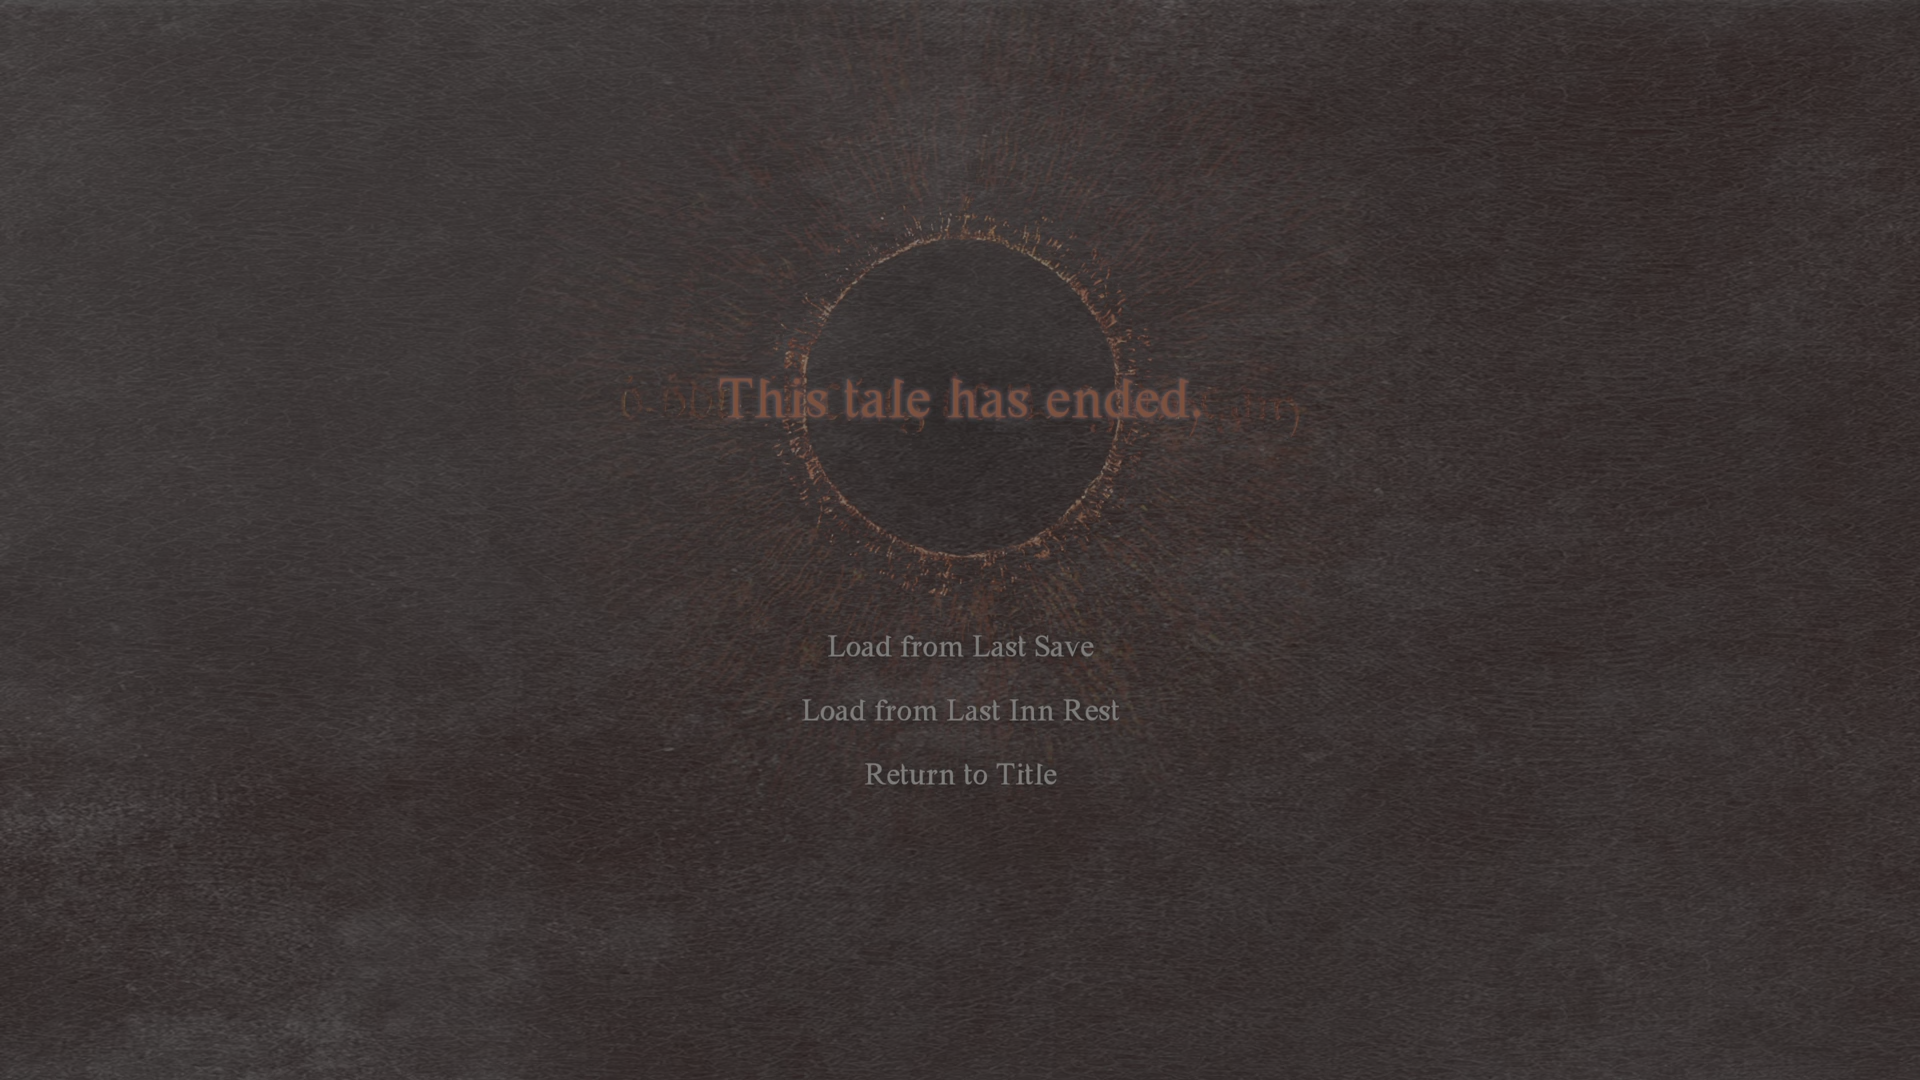 This tale has ended.
Load from Last Save
Load from Last Inn Rest
Return to Title